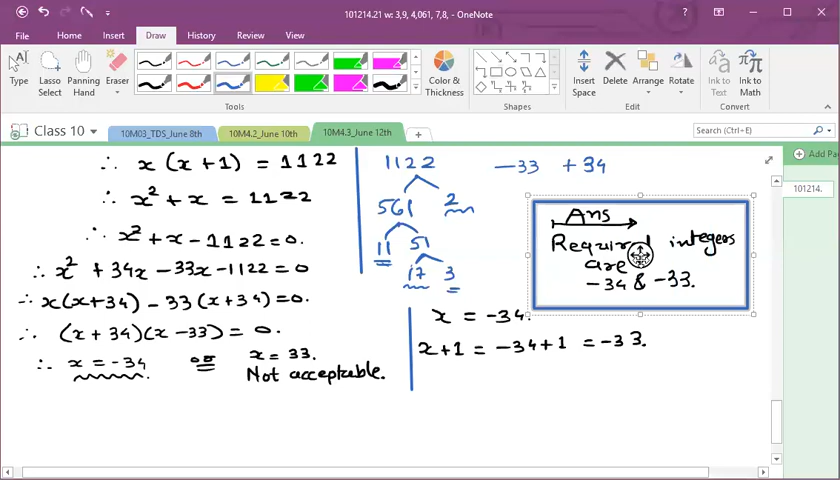 101214.21 w: 3,9, 4,061, 7,8, - OneNote
File Home Insert Draw History Review View
Type
Lasso Select
Panning Hand
Eraser
Color & Thickness
Insert Space
Delete
Arrange
Rotate
Ink to Text
Ink to Math
Tools
Shapes
Edit
Convert
Class 10
10M03_TDS_June 8th
10M4.2_June 10th
10M4.3_June 12th
Search (Ctrl+E)
Add Pa
101214.
∴ x (x+1) = 1122
∴ x² + x = 1122
∴ x² + x - 1122 = 0.
∴ x² + 34x - 33x - 1122 = 0
∴ x(x+34) - 33(x+34) = 0.
∴ (x+34)(x-33) = 0.
∴ x = -34 or x = 33.
Not acceptable.
1122
561 2
11 51
17 3
-33 +34
Ans
Required integers
are
-34 & -33.
x = -34.
x+1 = -34+1 = -33.